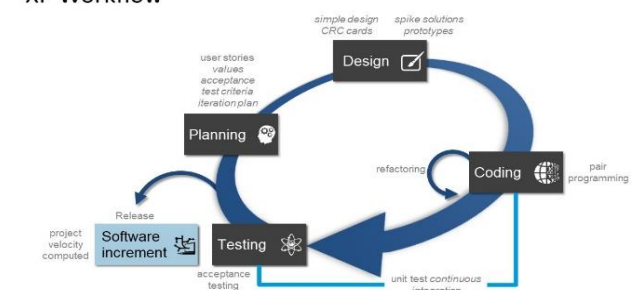 XP Workflow
simple design
CRC cards
spike solutions
prototypes
Design
user stories
values
acceptance
test criteria
iteration plan
Planning
refactoring
Coding
pair
programming
Release
project
velocity
computed
Software
increment
Testing
acceptance
testing
unit test continuous
integration